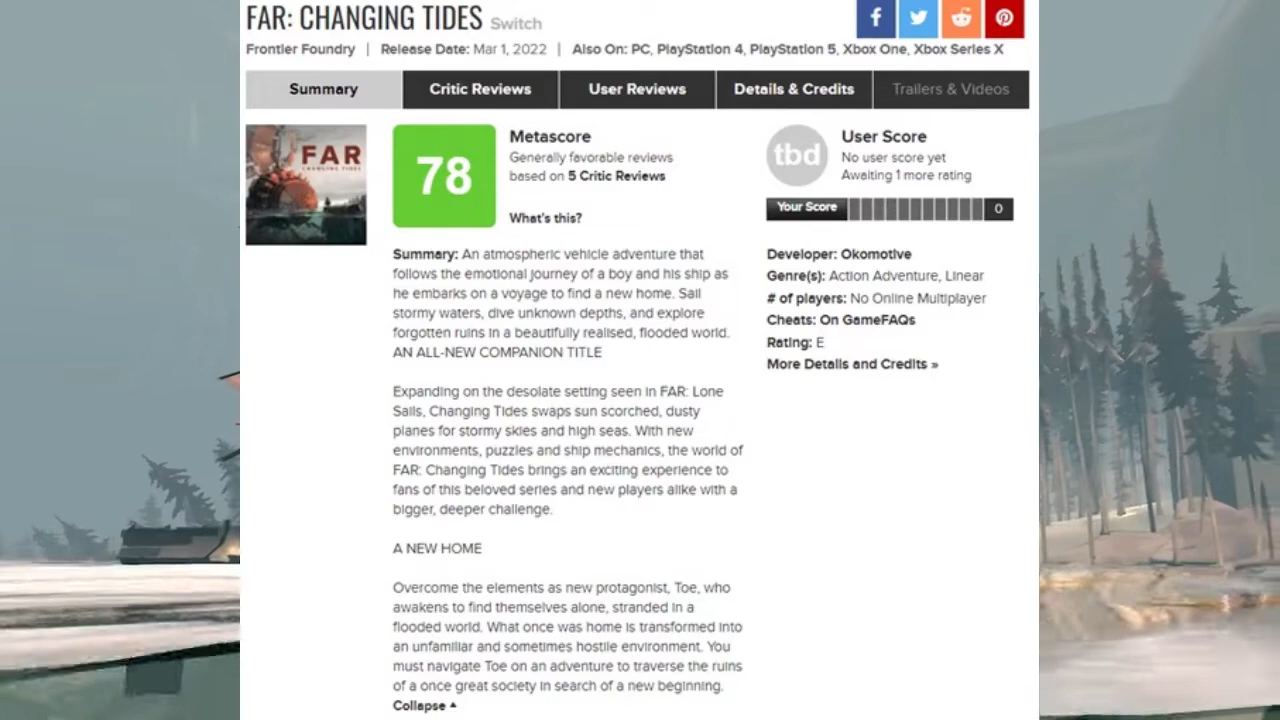 FAR: CHANGING TIDES Switch
Frontier Foundry | Release Date: Mar 1, 2022 | Also On: PC, PlayStation 4, PlayStation 5, Xbox One, Xbox Series X
Summary
Critic Reviews
User Reviews
Details & Credits
Trailers & Videos
FAR
CHANGING TIDES
78
Metascore
Generally favorable reviews
based on 5 Critic Reviews
What's this?
tbd
User Score
No user score yet
Awaiting 1 more rating
Your Score
0
Summary: An atmospheric vehicle adventure that
follows the emotional journey of a boy and his ship as
he embarks on a voyage to find a new home. Sail
stormy waters, dive unknown depths, and explore
forgotten ruins in a beautifully realised, flooded world.
AN ALL-NEW COMPANION TITLE
Expanding on the desolate setting seen in FAR: Lone
Sails, Changing Tides swaps sun scorched, dusty
planes for stormy skies and high seas. With new
environments, puzzles and ship mechanics, the world of
FAR: Changing Tides brings an exciting experience to
fans of this beloved series and new players alike with a
bigger, deeper challenge.
A NEW HOME
Overcome the elements as new protagonist, Toe, who
awakens to find themselves alone, stranded in a
flooded world. What once was home is transformed into
an unfamiliar and sometimes hostile environment. You
must navigate Toe on an adventure to traverse the ruins
of a once great society in search of a new beginning.
Collapse
Developer: Okomotive
Genre(s): Action Adventure, Linear
# of players: No Online Multiplayer
Cheats: On GameFAQs
Rating: E
More Details and Credits »